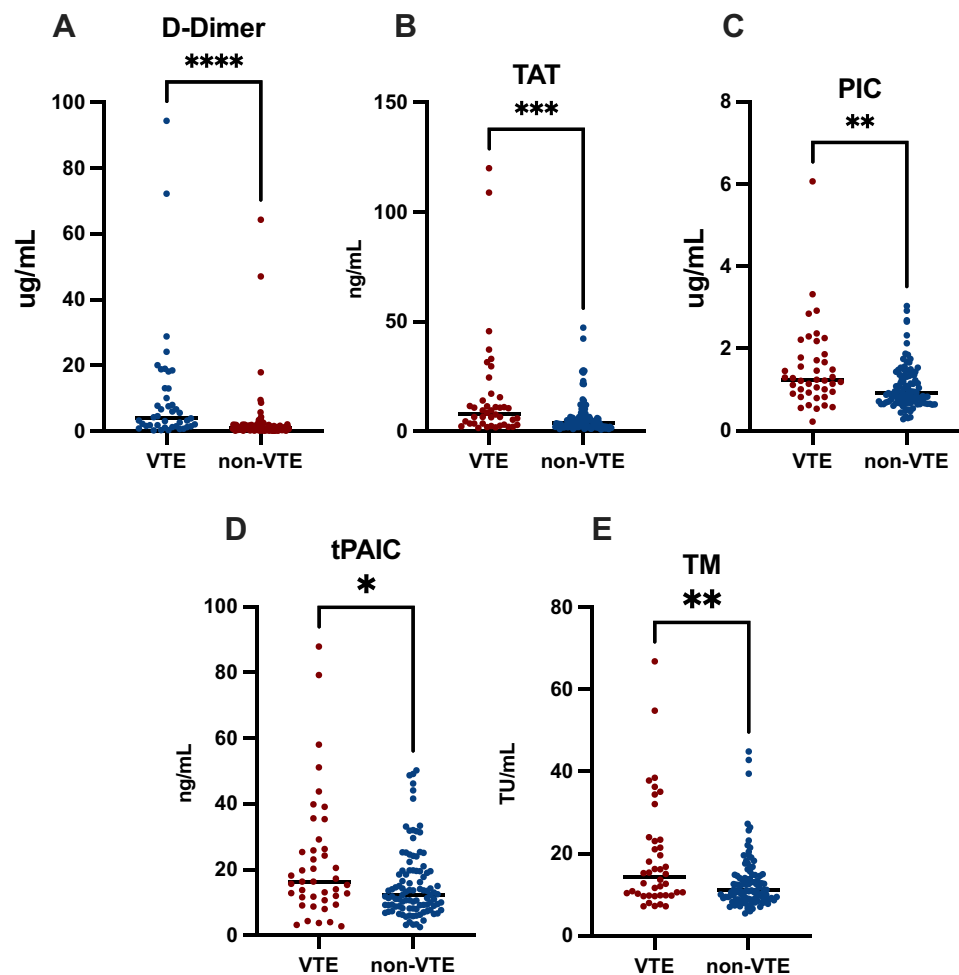 A
D-Dimer
****
ug/mL
100
80
60
40
20
0
VTE non-VTE
B
TAT
***
ng/mL
150
100
50
0
VTE non-VTE
C
PIC
**
ug/mL
8
6
4
2
0
VTE non-VTE
D
tPAIC
*
ng/mL
100
80
60
40
20
0
VTE non-VTE
E
TM
**
TU/mL
80
60
40
20
0
VTE non-VTE